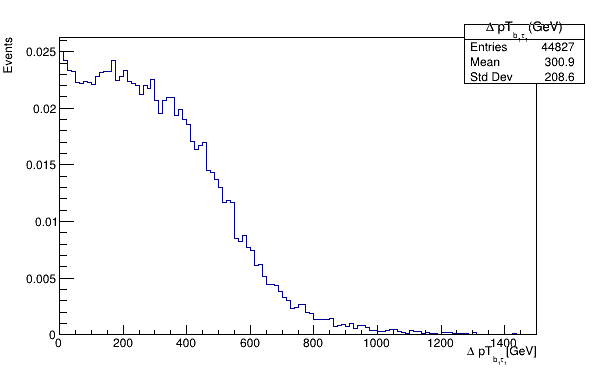 Δ pT_{b₁τ₁}(GeV)
Entries 44827
Mean 300.9
Std Dev 208.6
Events
0.025
0.02
0.015
0.01
0.005
0
0 200 400 600 800 1000 1200 1400
Δ pT_{b₁τ₁}[GeV]